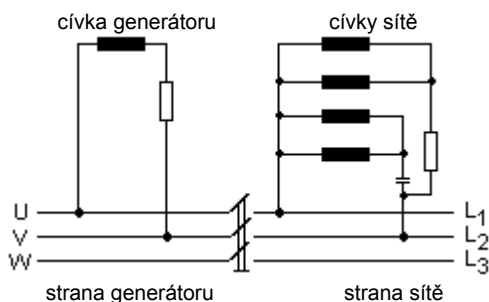 cívka generátoru
cívky sítě
U
V
W
L1
L2
L3
strana generátoru
strana sítě